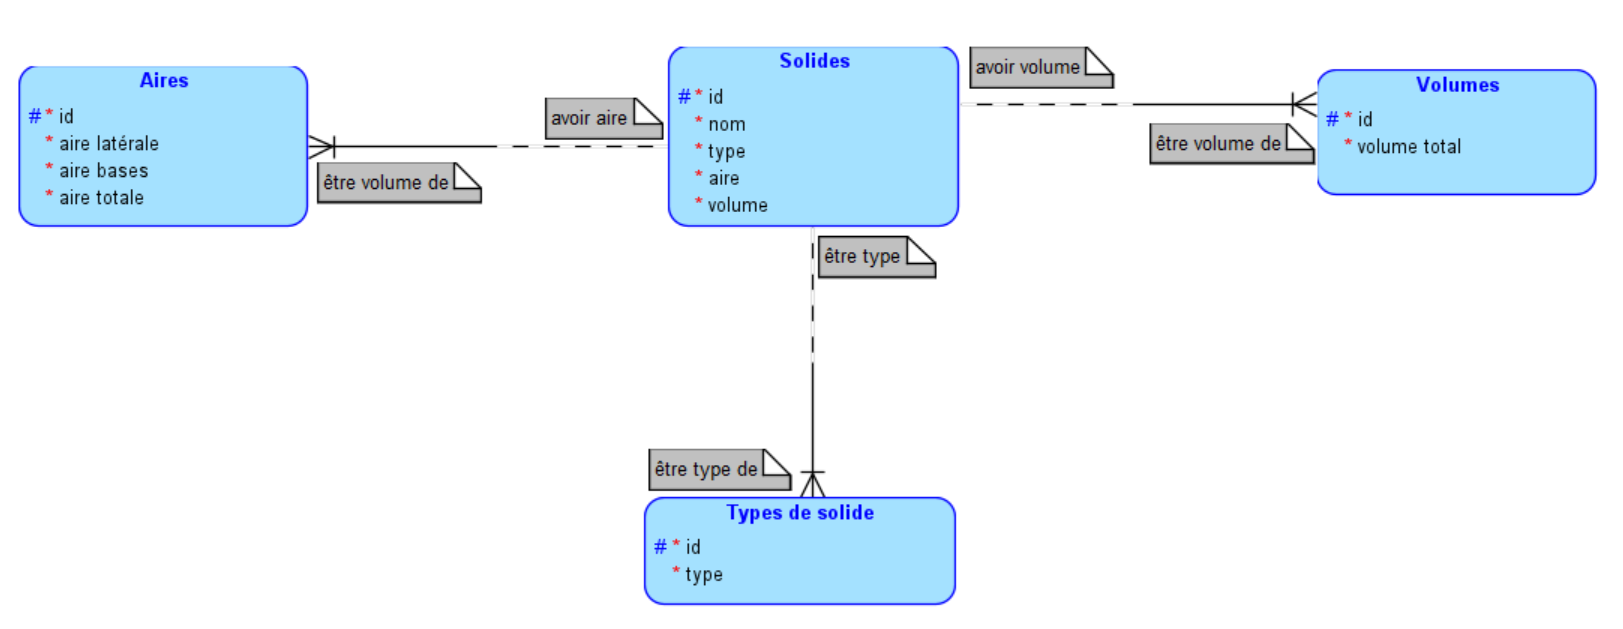 Aires
#* id
* aire latérale
* aire bases
* aire totale
avoir aire
être volume de
Solides
#* id
* nom
* type
* aire
* volume
avoir volume
être volume de
Volumes
#* id
* volume total
être type
être type de
Types de solide
#* id
* type